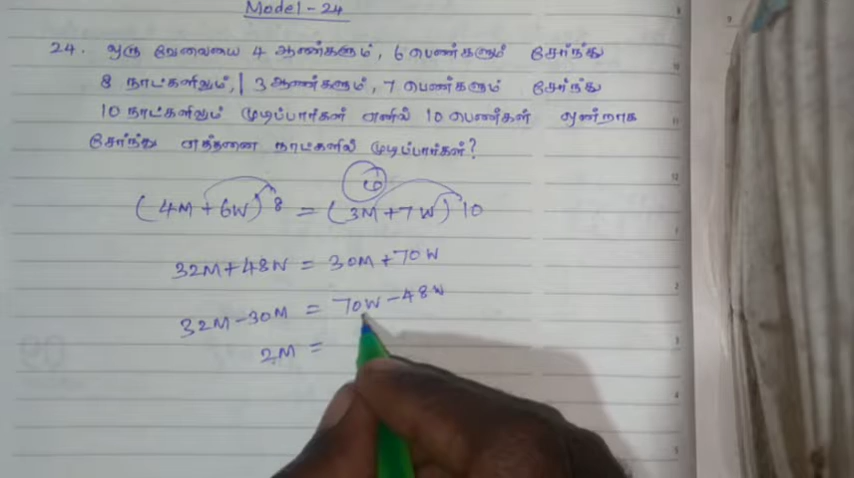 Model - 24
24. ஒரு வேலையை 4 ஆண்களும், 6 பெண்களும் சேர்ந்து
8 நாட்களிலும், 3 ஆண்களும், 7 பெண்களும் சேர்ந்து
10 நாட்களிலும் முடிப்பார்கள் எனில் 10 பெண்கள் ஒன்றாக
சேர்ந்து எத்தனை நாட்களில் முடிப்பார்கள்?
(4M+6W) 8 = (3M+7W) 10
32M+48W = 30M+70W
32M-30M = 70W-48W
2M =